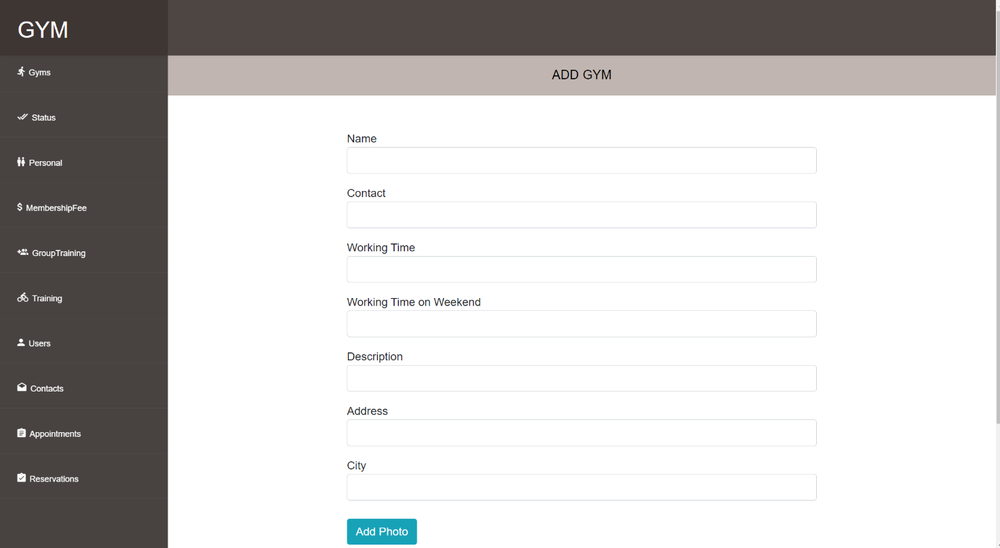 GYM
Gyms
Status
Personal
MembershipFee
GroupTraining
Training
Users
Contacts
Appointments
Reservations
ADD GYM
Name
Contact
Working Time
Working Time on Weekend
Description
Address
City
Add Photo